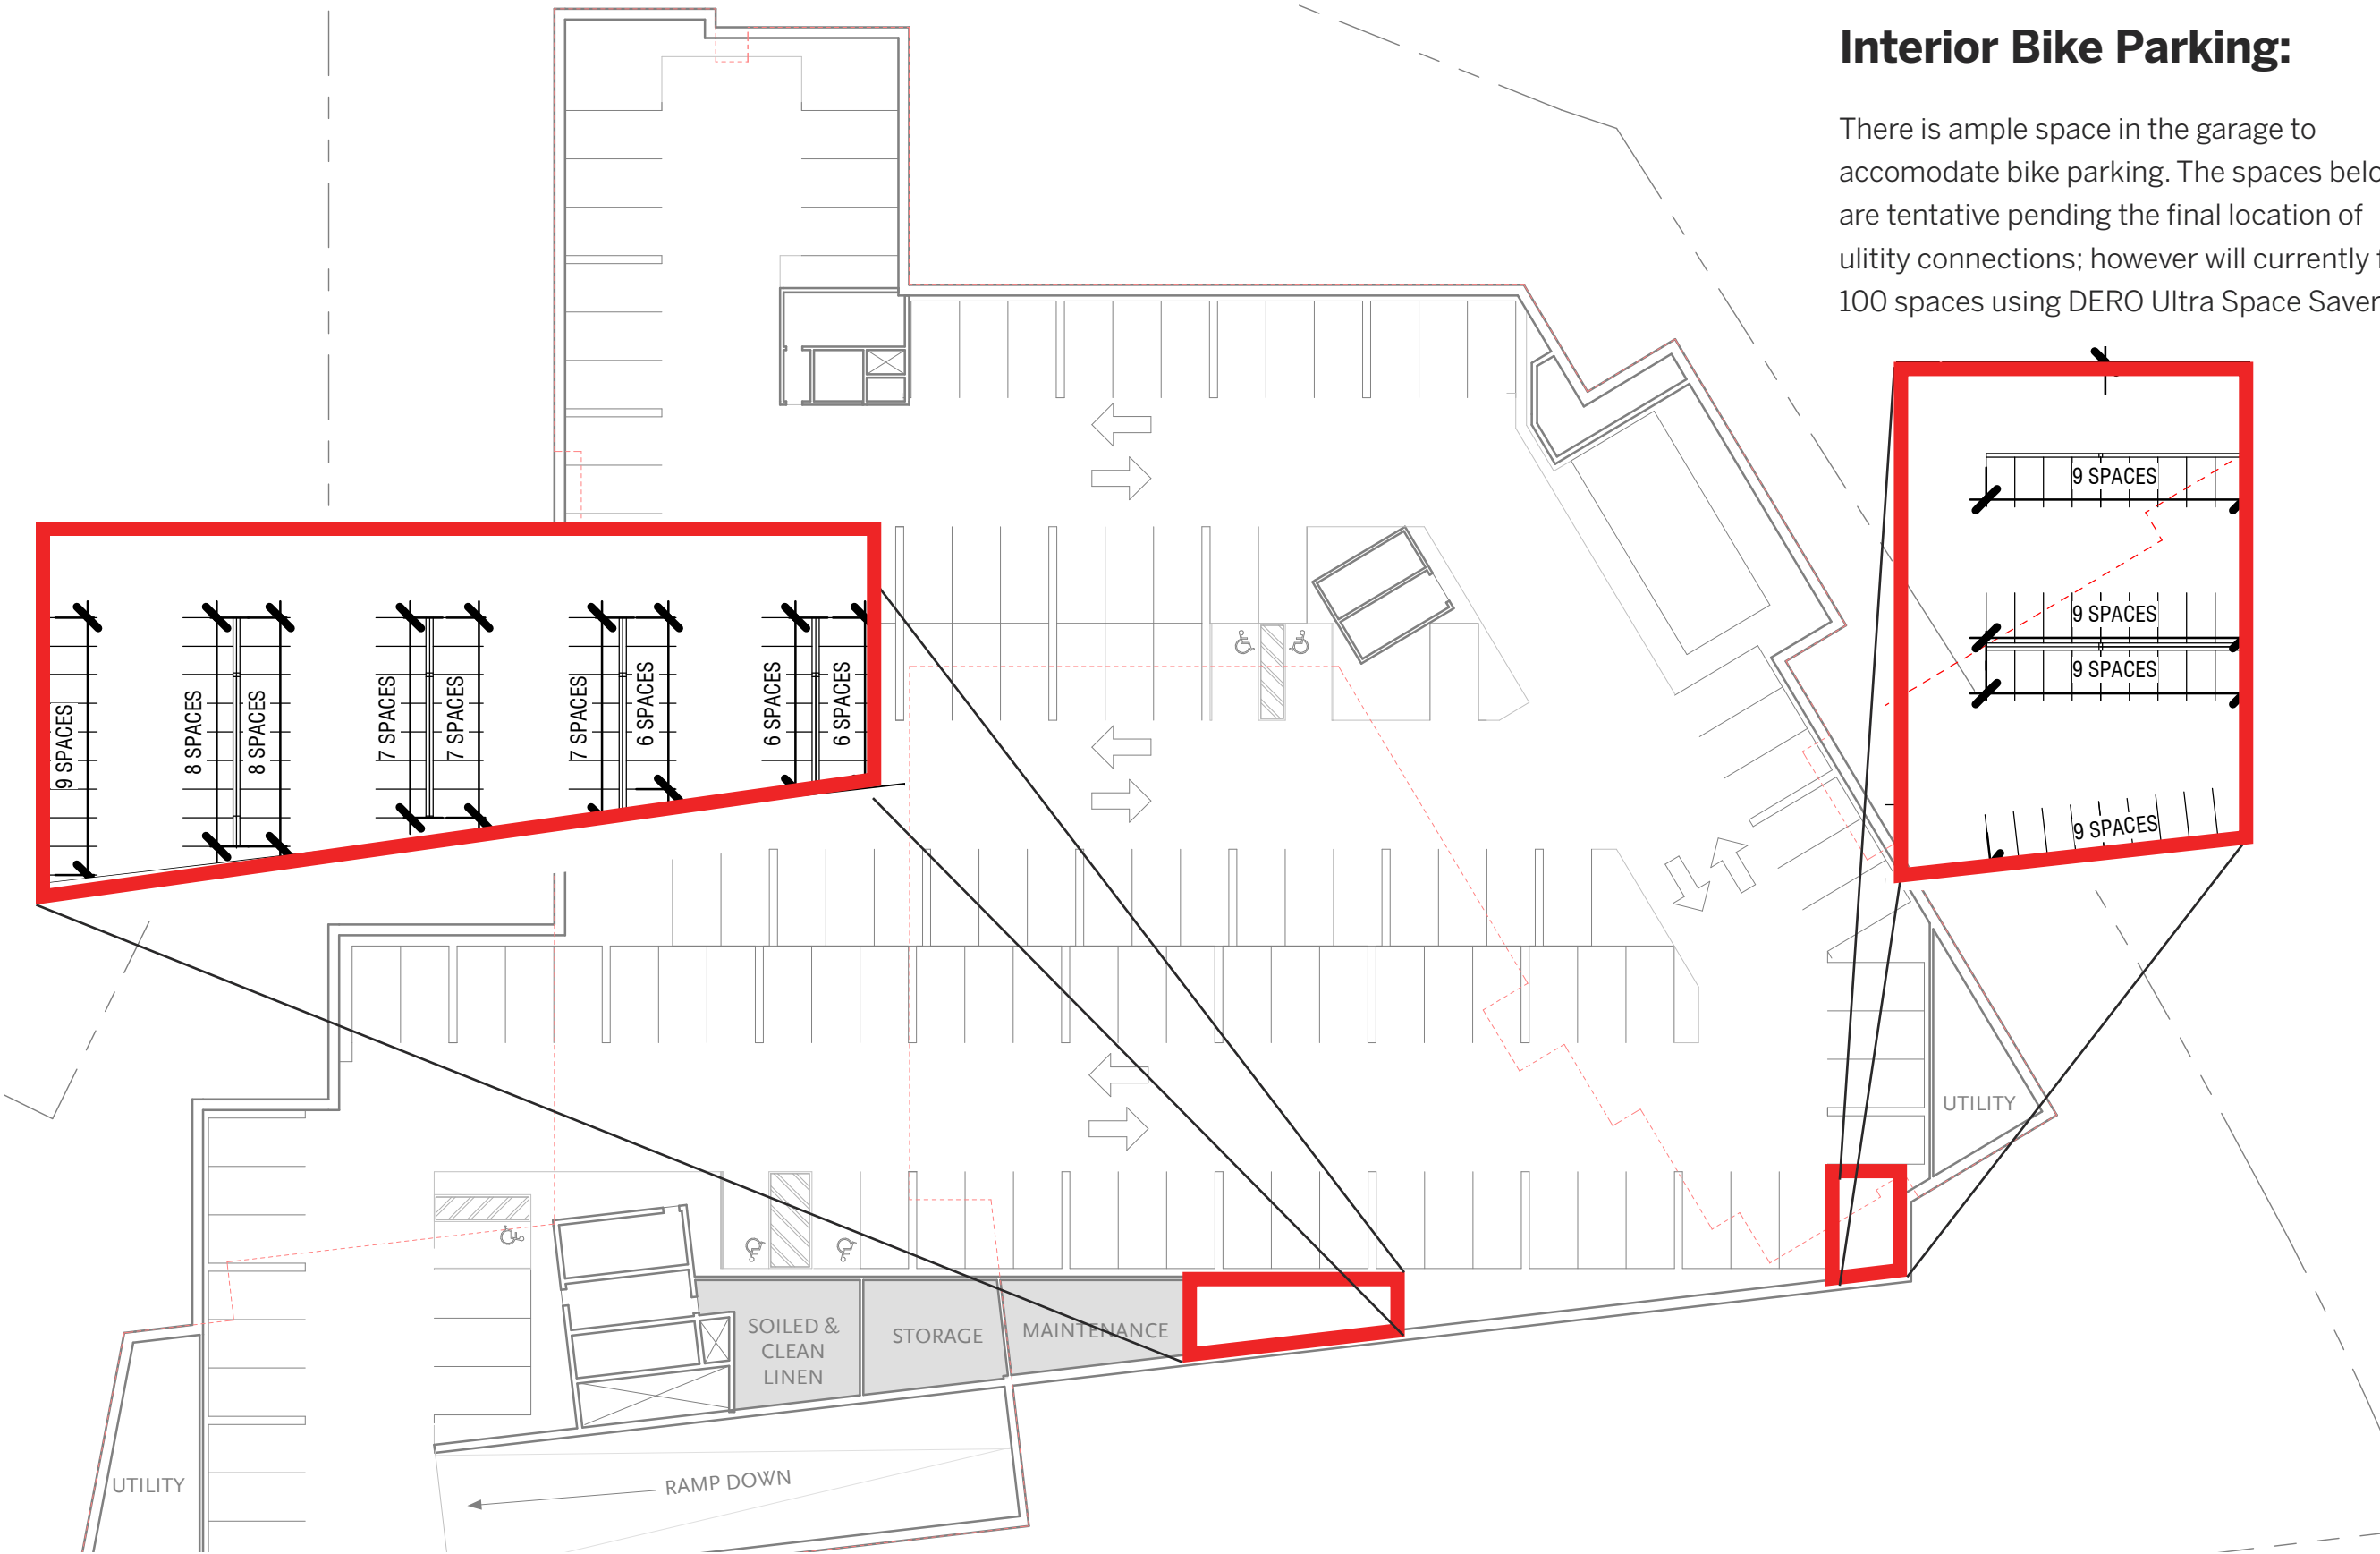 Interior Bike Parking:
There is ample space in the garage to
accomodate bike parking. The spaces
are tentative pending the final location of
ulitity connections; however will currently
100 spaces using DERO Ultra Space Saver
9 SPACES
9 SPACES
9 SPACES
9 SPACES
9 SPACES
8 SPACES
8 SPACES
7 SPACES
7 SPACES
7 SPACES
6 SPACES
6 SPACES
6 SPACES
UTILITY
SOILED &
CLEAN
LINEN
STORAGE
MAINTENANCE
RAMP DOWN
UTILITY